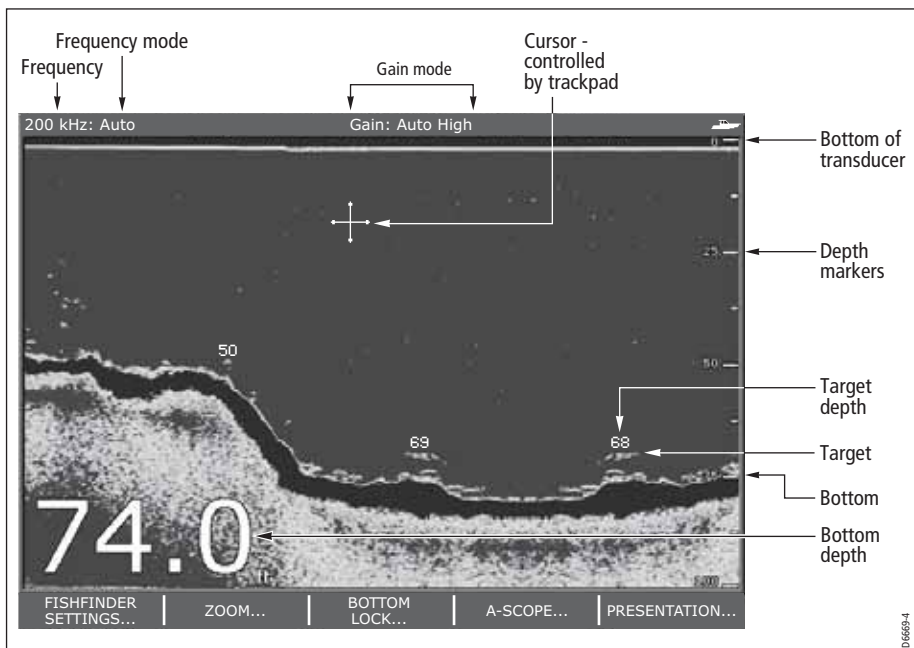 Frequency mode
Frequency
Gain mode
Cursor -
controlled
by trackpad
200 kHz: Auto
Gain: Auto High
0
Bottom of
transducer
25
Depth
markers
50
50
Target
depth
69
68
Target
Bottom
74.0
ft
Bottom
depth
100
FISHFINDER
SETTINGS...
ZOOM...
BOTTOM
LOCK...
A-SCOPE...
PRESENTATION...
D6669-4